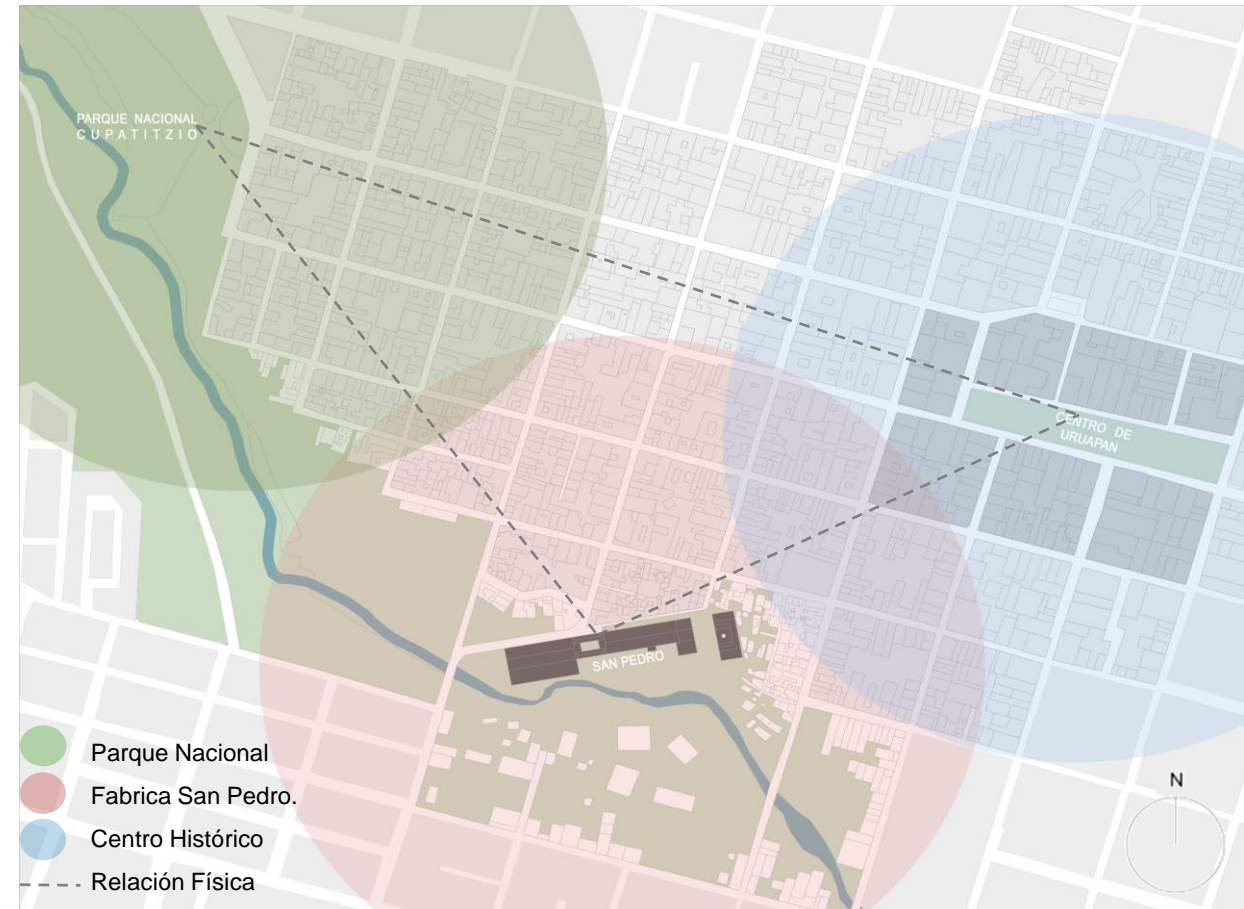 PARQUE NACIONAL
CUPATITZIO
CENTRO DE
URUAPAN
SAN PEDRO
Parque Nacional
Fabrica San Pedro.
Centro Histórico
Relación Física
N